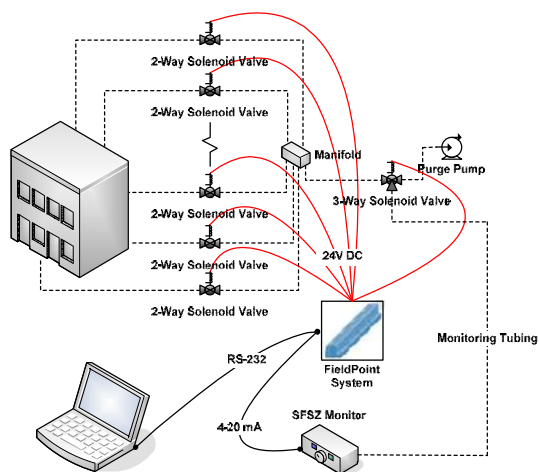 2-Way Solenoid Valve
2-Way Solenoid Valve
Manifold
Purge Pump
2-Way Solenoid Valve
3-Way Solenoid Valve
2-Way Solenoid Valve
24V DC
2-Way Solenoid Valve
Monitoring Tubing
RS-232
FieldPoint
System
SFSZ Monitor
4-20 mA